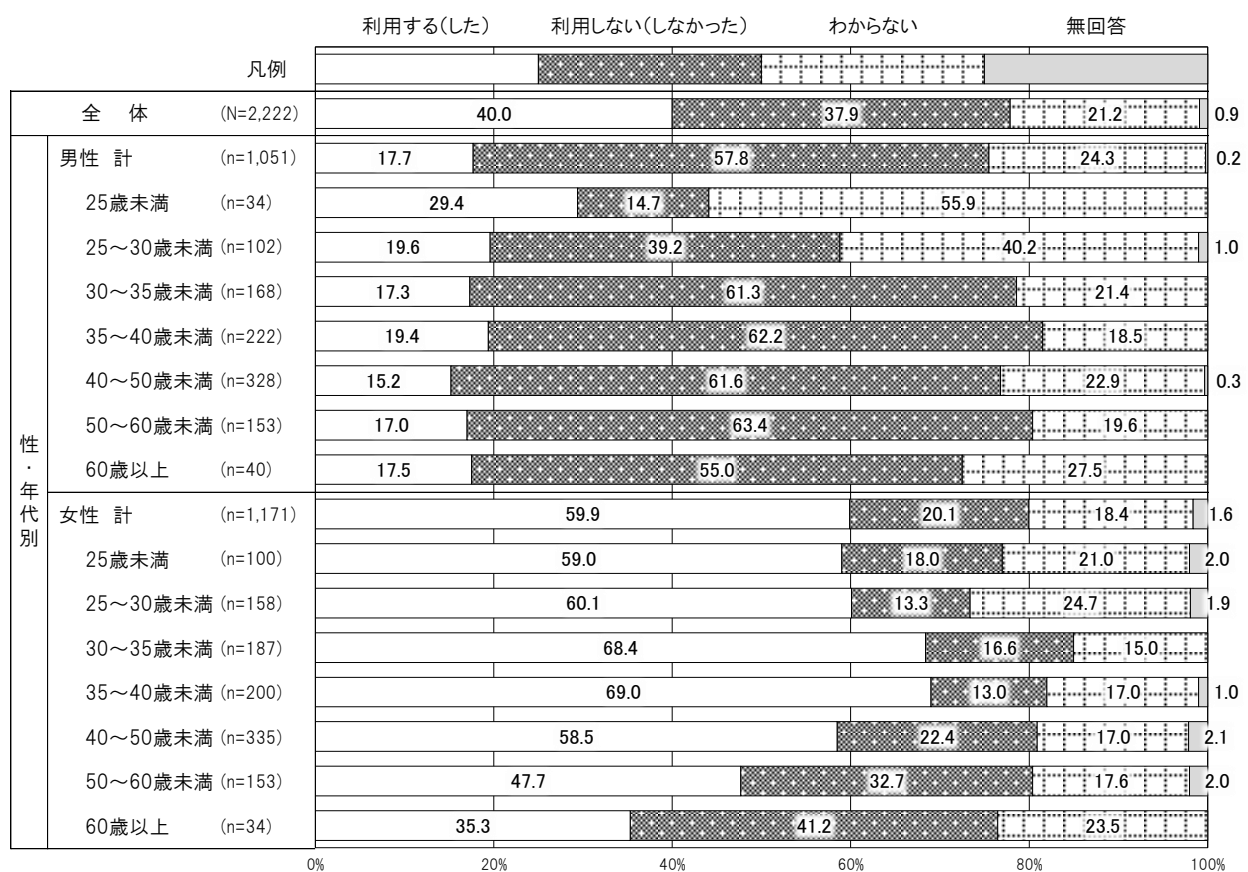 利用する(した) 利用しない(しなかった) わからない 無回答
凡例
全 体 (N=2,222) 40.0 37.9 21.2 0.9
性・年代別
男性 計 (n=1,051) 17.7 57.8 24.3 0.2
25歳未満 (n=34) 29.4 14.7 55.9
25～30歳未満 (n=102) 19.6 39.2 40.2 1.0
30～35歳未満 (n=168) 17.3 61.3 21.4
35～40歳未満 (n=222) 19.4 62.2 18.5
40～50歳未満 (n=328) 15.2 61.6 22.9 0.3
50～60歳未満 (n=153) 17.0 63.4 19.6
60歳以上 (n=40) 17.5 55.0 27.5
女性 計 (n=1,171) 59.9 20.1 18.4 1.6
25歳未満 (n=100) 59.0 18.0 21.0 2.0
25～30歳未満 (n=158) 60.1 13.3 24.7 1.9
30～35歳未満 (n=187) 68.4 16.6 15.0
35～40歳未満 (n=200) 69.0 13.0 17.0 1.0
40～50歳未満 (n=335) 58.5 22.4 17.0 2.1
50～60歳未満 (n=153) 47.7 32.7 17.6 2.0
60歳以上 (n=34) 35.3 41.2 23.5
0% 20% 40% 60% 80% 100%